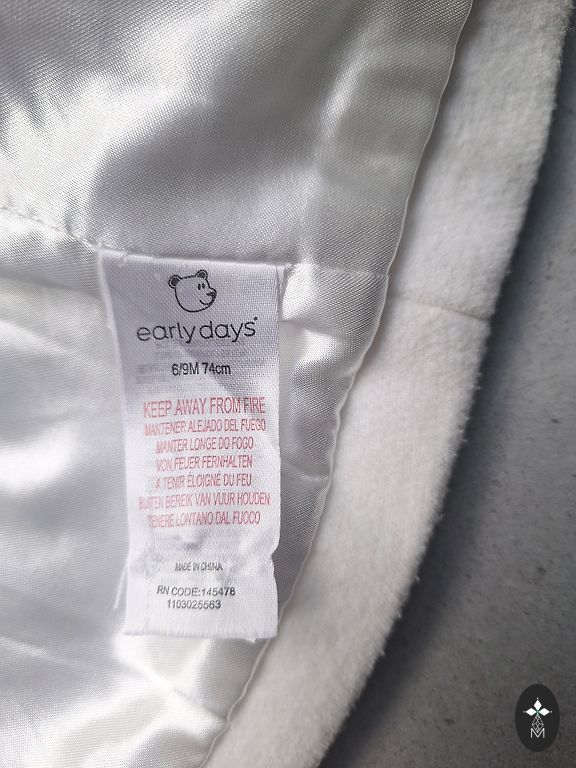 early days
6/9M 74cm
KEEP AWAY FROM FIRE
MANTENER ALEJADO DEL FUEGO
MANTER LONGE DO FOGO
VON FEUER FERNHALTEN
A TENIR ÉLOIGNÉ DU FEU
BUITEN BEREIK VAN VUUR HOUDEN
TENERE LONTANO DAL FUOCO
MADE IN CHINA
RN CODE:145478
1103025563
M